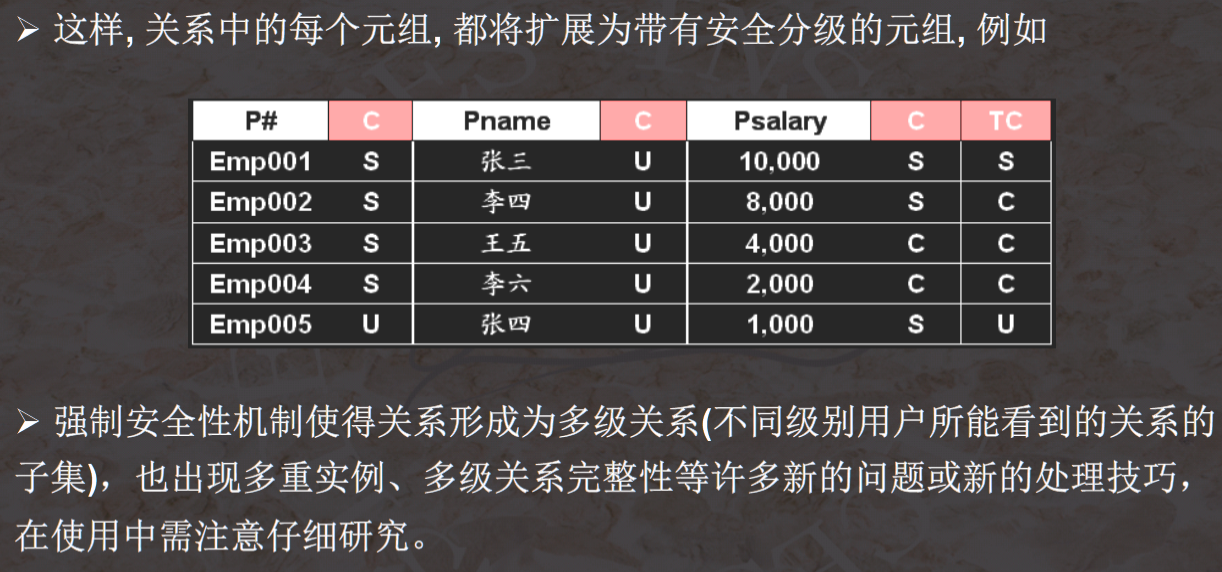 ➢ 这样, 关系中的每个元组, 都将扩展为带有安全分级的元组, 例如
P# C Pname C Psalary C TC
Emp001 S 张三 U 10,000 S S
Emp002 S 李四 U 8,000 S C
Emp003 S 王五 U 4,000 C C
Emp004 S 李六 U 2,000 C C
Emp005 U 张四 U 1,000 S U
➢ 强制安全性机制使得关系形成为多级关系(不同级别用户所能看到的关系的
子集)，也出现多重实例、多级关系完整性等许多新的问题或新的处理技巧，
在使用中需注意仔细研究。